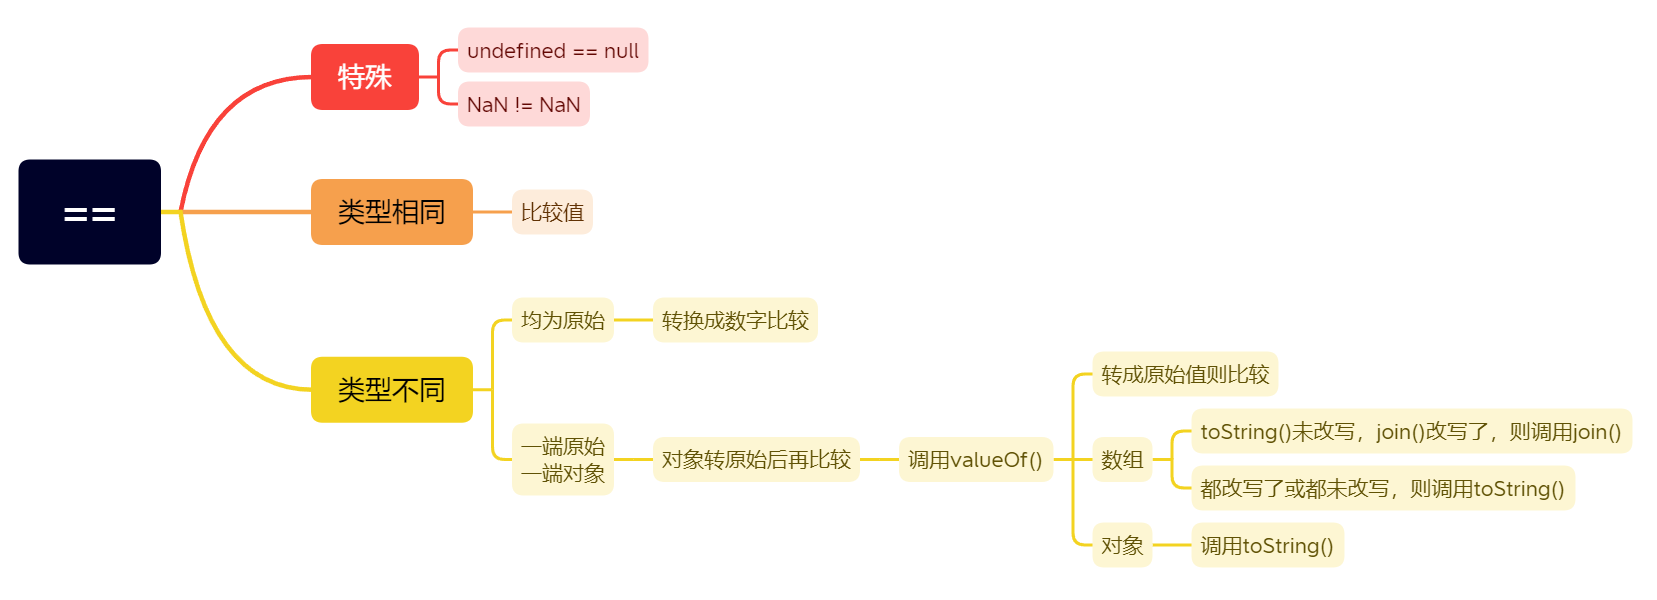 ==
特殊
undefined == null
NaN != NaN
类型相同
比较值
类型不同
均为原始
转换成数字比较
一端原始
一端对象
对象转原始后再比较
调用valueOf()
转成原始值则比较
数组
toString()未改写，join()改写了，则调用join()
都改写了或都未改写，则调用toString()
对象
调用toString()